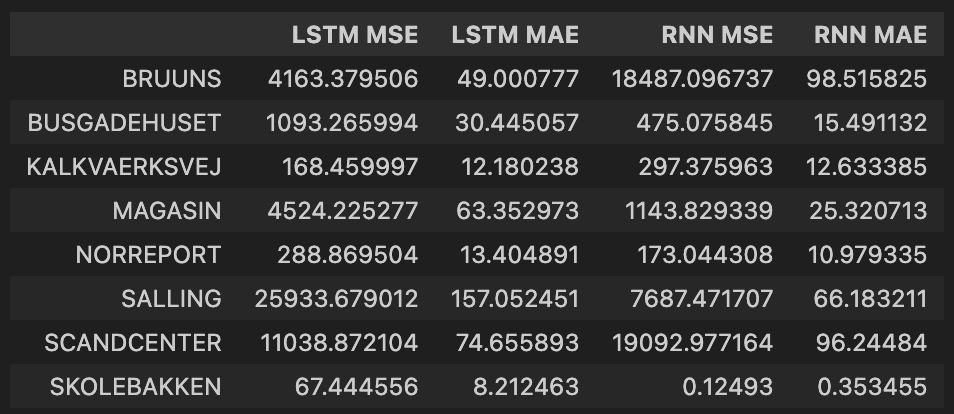 LSTM MSE LSTM MAE RNN MSE RNN MAE
BRUUNS 4163.379506 49.000777 18487.096737 98.515825
BUSGADEHUSET 1093.265994 30.445057 475.075845 15.491132
KALKVAERKSVEJ 168.459997 12.180238 297.375963 12.633385
MAGASIN 4524.225277 63.352973 1143.829339 25.320713
NORREPORT 288.869504 13.404891 173.044308 10.979335
SALLING 25933.679012 157.052451 7687.471707 66.183211
SCANDCENTER 11038.872104 74.655893 19092.977164 96.24484
SKOLEBAKKEN 67.444556 8.212463 0.12493 0.353455